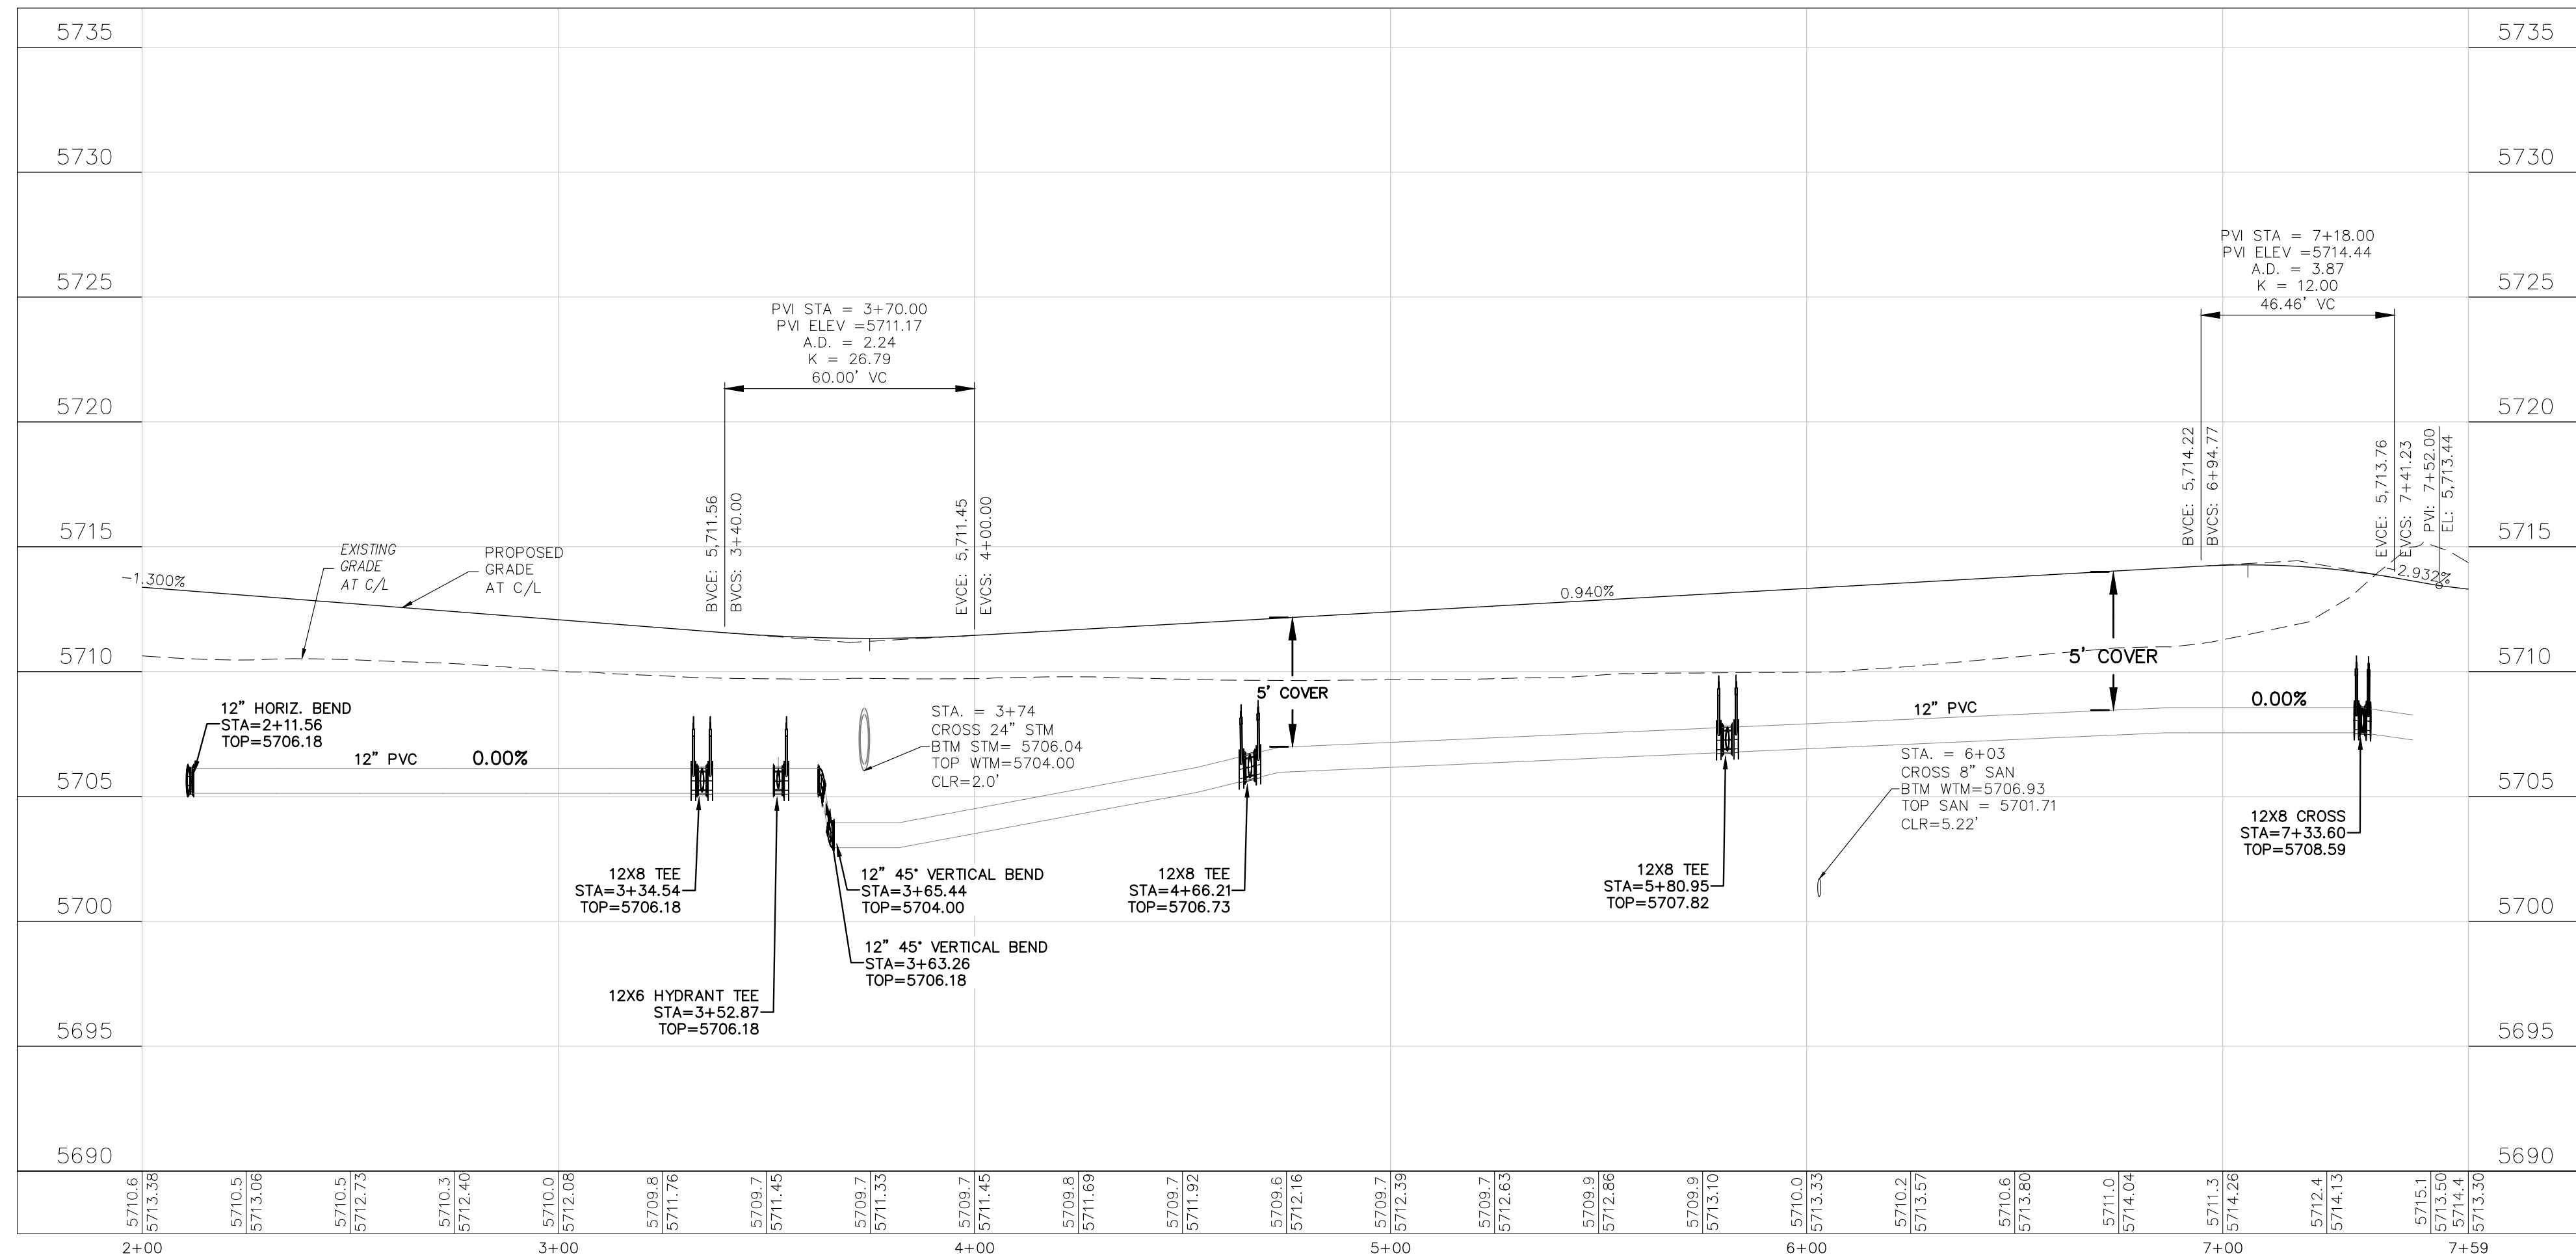 5735
5735
5730
5730
5725
5725
5720
5720
5715
5715
5710
5710
5705
5705
5700
5700
5695
5695
5690
5690
PVI STA = 3+70.00
PVI ELEV =5711.17
A.D. = 2.24
K = 26.79
60.00' VC
PVI STA = 7+18.00
PVI ELEV =5714.44
A.D. = 3.87
K = 12.00
46.46' VC
BVCE: 5,711.56
BVCS: 3+40.00
EVCE: 5,711.45
EVCS: 4+00.00
BVCE: 5,714.22
BVCS: 6+94.77
EVCE: 5,713.76
EVCS: 7+41.23
PVI: 7+52.00
EL: 5,713.44
-1.300%
EXISTING
GRADE
AT C/L
PROPOSED
GRADE
AT C/L
0.940%
-2.932%
12" HORIZ. BEND
STA=2+11.56
TOP=5706.18
12" PVC
0.00%
STA. = 3+74
CROSS 24" STM
BTM STM= 5706.04
TOP WTM=5704.00
CLR=2.0'
5' COVER
5' COVER
12" PVC
0.00%
STA. = 6+03
CROSS 8" SAN
BTM WTM=5706.93
TOP SAN = 5701.71
CLR=5.22'
12X8 CROSS
STA=7+33.60
TOP=5708.59
12X8 TEE
STA=3+34.54
TOP=5706.18
12" 45° VERTICAL BEND
STA=3+65.44
TOP=5704.00
12X8 TEE
STA=4+66.21
TOP=5706.73
12X8 TEE
STA=5+80.95
TOP=5707.82
12" 45° VERTICAL BEND
STA=3+63.26
TOP=5706.18
12X6 HYDRANT TEE
STA=3+52.87
TOP=5706.18
5710.6
5713.38
5710.5
5713.06
5710.5
5712.73
5710.3
5712.40
5710.0
5712.08
5709.8
5711.76
5709.7
5711.45
5709.7
5711.33
5709.7
5711.45
5709.8
5711.69
5709.7
5711.92
5709.6
5712.16
5709.7
5712.39
5709.7
5712.63
5709.9
5712.86
5709.9
5713.10
5710.0
5713.33
5710.2
5713.57
5710.6
5713.80
5711.0
5714.04
5711.3
5714.26
5712.4
5714.13
5715.1
5713.50
5714.4
5713.30
2+00
3+00
4+00
5+00
6+00
7+00
7+59